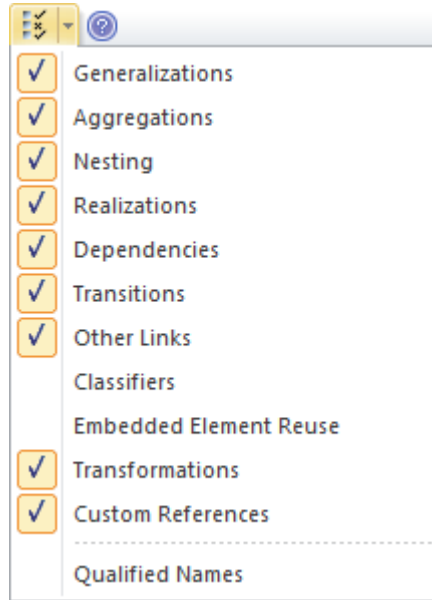 Generalizations
Aggregations
Nesting
Realizations
Dependencies
Transitions
Other Links
Classifiers
Embedded Element Reuse
Transformations
Custom References
Qualified Names